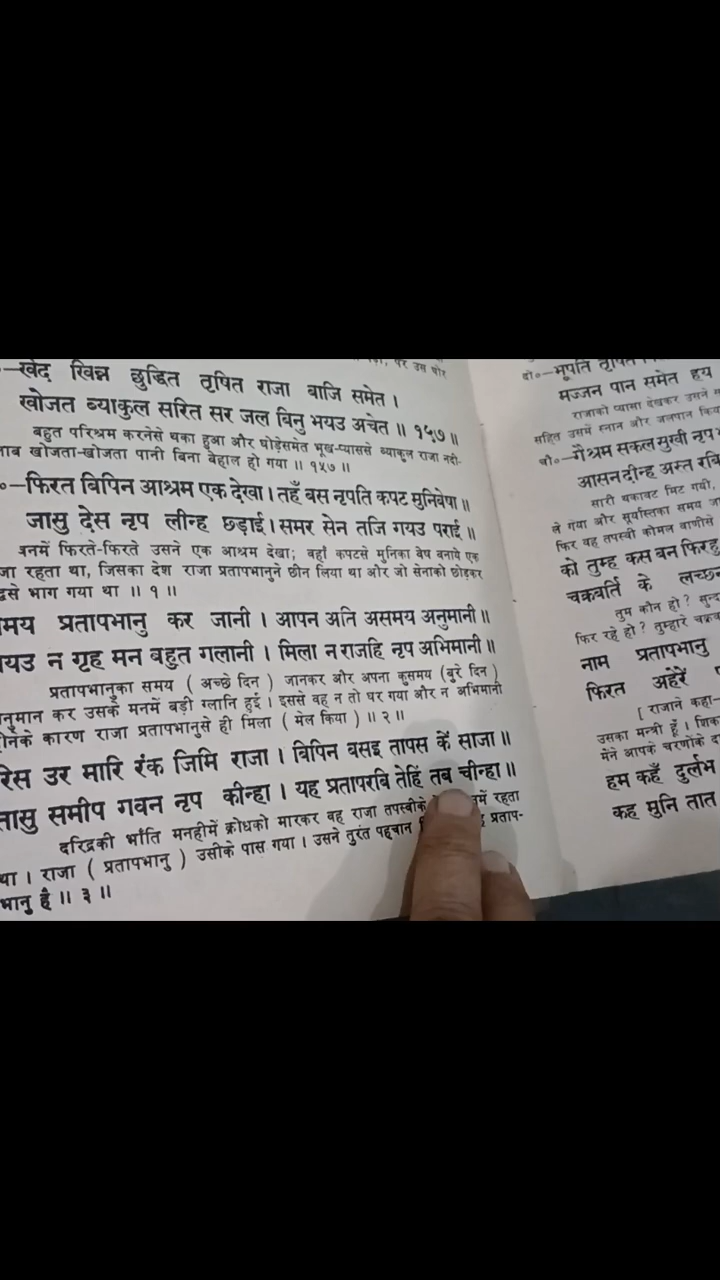 ०—खेद खिन्न छुद्धित तृषित राजा बाजि समेत।
खोजत ब्याकुल सरित सर जल बिनु भयउ अचेत॥ १५७॥
बहुत परिश्रम करनेसे थका हुआ और घोड़ेसमेत भूख-प्याससे ब्याकुल राजा नदी-
खोजता-खोजता पानी बिना बेहाल हो गया॥ १५७॥
०—फिरत बिपिन आश्रम एक देखा। तहँ बस नृपति कपट मुनिबेषा॥
जासु देस नृप लीन्ह छड़ाई। समर सेन तजि गयउ पराई॥
वनमें फिरते-फिरते उसने एक आश्रम देखा; वहाँ कपटसे मुनिका बेष बनाये एक
जा रहता था, जिसका देश राजा प्रतापभानुने छीन लिया था और जो सेनाको छोड़कर
से भाग गया था॥ १॥
मय प्रतापभानु कर जानी। आपन अति असमय अनुमानी॥
यउ न गृह मन बहुत गलानी। मिला न राजहि नृप अभिमानी॥
प्रतापभानुका समय (अच्छे दिन) जानकर और अपना कुसमय (बुरे दिन)
नुमान कर उसके मनमें बड़ी ग्लानि हुई। इससे वह न तो घर गया और न अभिमानी
नेके कारण राजा प्रतापभानुसे ही मिला (मेल किया)॥ २॥
रिस उर मारि रंक जिमि राजा। बिपिन बसइ तापस कें साजा॥
तासु समीप गवन नृप कीन्हा। यह प्रतापरबि तेहिं तब चीन्हा॥
दरिद्रकी भाँति मनहीमें क्रोधको मारकर वह राजा तपस्वीके रहता
था। राजा (प्रतापभानु) उसीके पास गया। उसने तुरंत पहचान प्रताप-
भानु है॥ ३॥
दो०—भूपति तृषित
मज्जन पान समेत हय
राजाको प्यासा देखकर उसने
सहित उसमें स्नान और जलपान किया
चौ०—गै श्रम सकल सुखी नृप
आसन दीन्ह अस्त रबि
सारी थकावट मिट गयी,
ले गया और सूर्यास्तका समय
फिर वह तपस्वी कोमल वाणीसे
को तुम्ह कस बन फिरहु
चक्रबर्ति के लच्छन
तुम कौन हो?
फिर रहे हो? तुम्हारे चक्रव
नाम प्रतापभानु
फिरत अहेरें
[राजाने कहा—
उसका मन्त्री हूँ।
मैंने आपके चरणोंके
हम कहँ दुर्लभ
कह मुनि तात